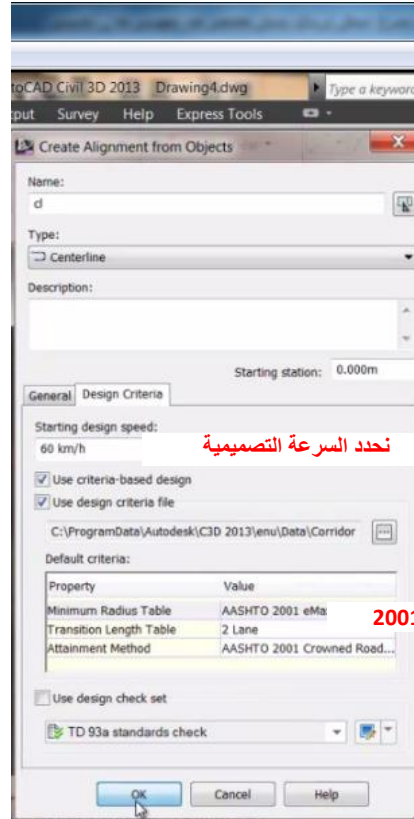 toCAD Civil 3D 2013 Drawing4.dwg Type a keyword
put Survey Help Express Tools
Create Alignment from Objects
Name:
cl
Type:
Centerline
Description:
Starting station: 0.000m
General Design Criteria
Starting design speed:
60 km/h
نحدد السرعة التصميمية
Use criteria-based design
Use design criteria file
C:\ProgramData\Autodesk\C3D 2013\enu\Data\Corridor
Default criteria:
Property Value
Minimum Radius Table AASHTO 2001 eMa 2001
Transition Length Table 2 Lane
Attainment Method AASHTO 2001 Crowned Road...
Use design check set
TD 93a standards check
OK Cancel Help